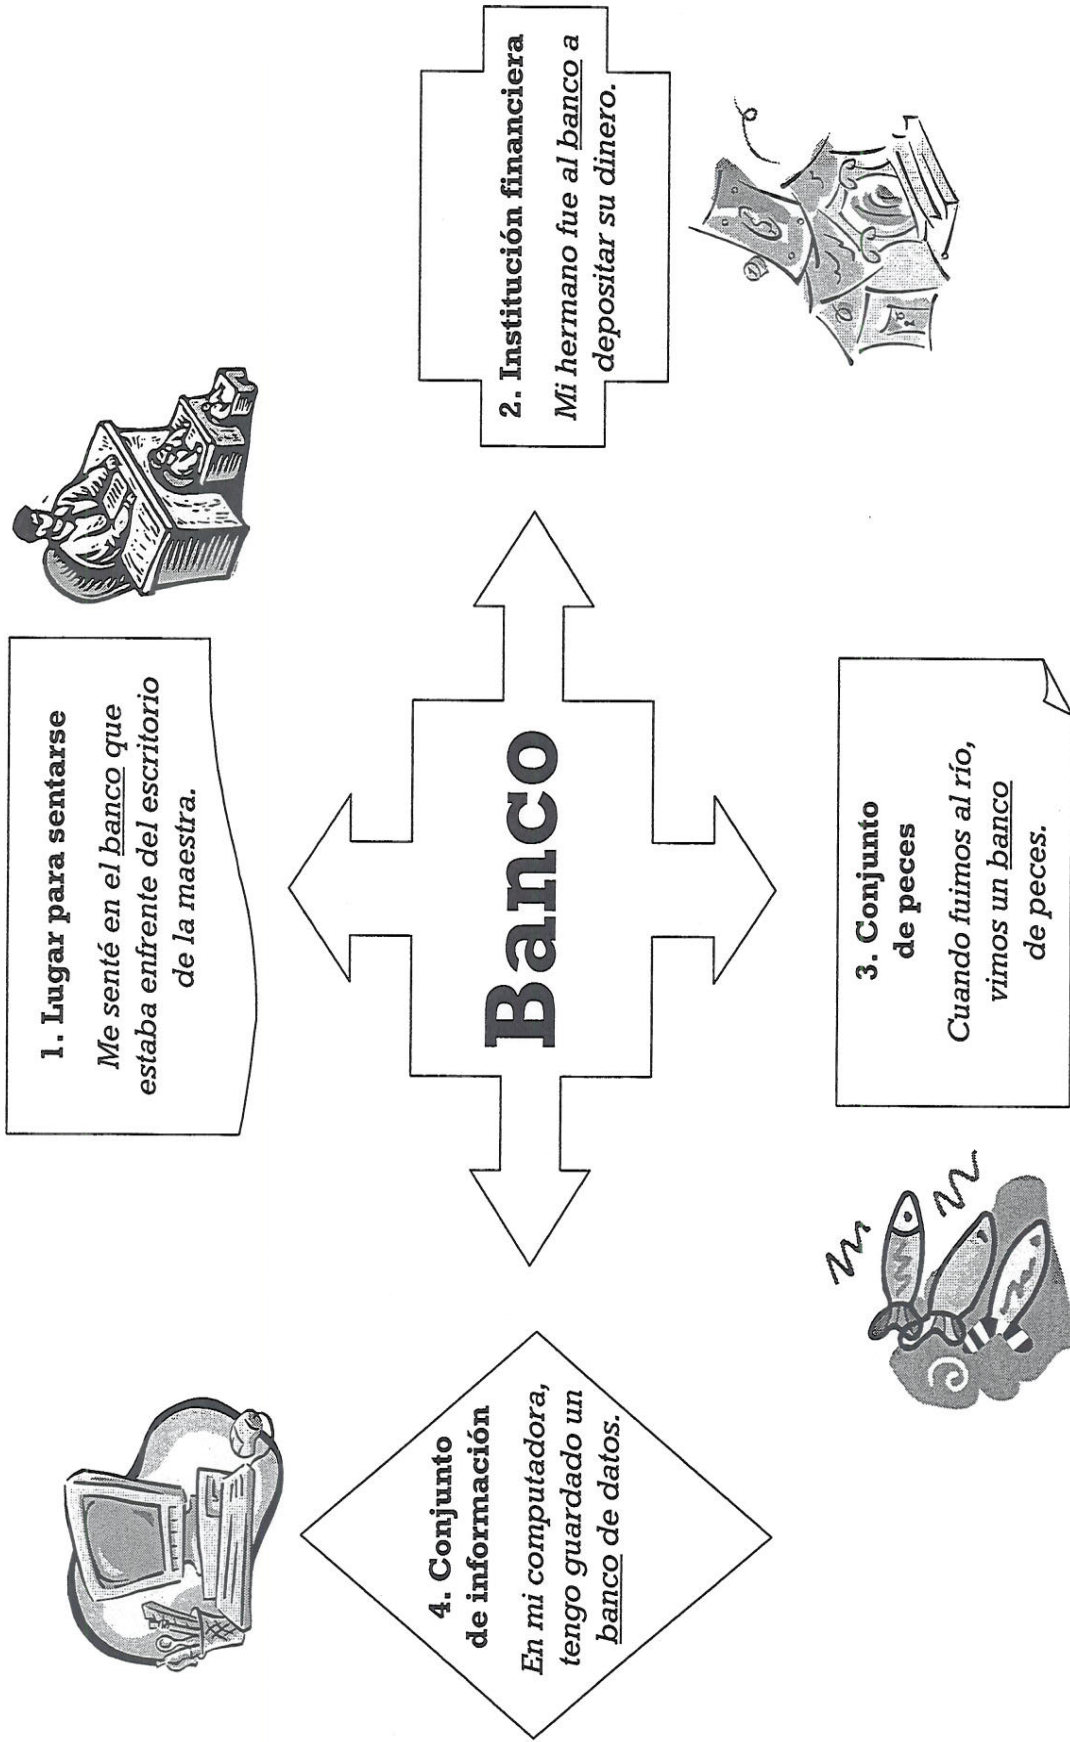 1. Lugar para sentarse
Me senté en el banco que
estaba enfrente del escritorio
de la maestra.
4. Conjunto
de información
En mi computadora,
tengo guardado un
banco de datos.
Banco
2. Institución financiera
Mi hermano fue al banco a
depositar su dinero.
3. Conjunto
de peces
Cuando fuimos al río,
vimos un banco
de peces.